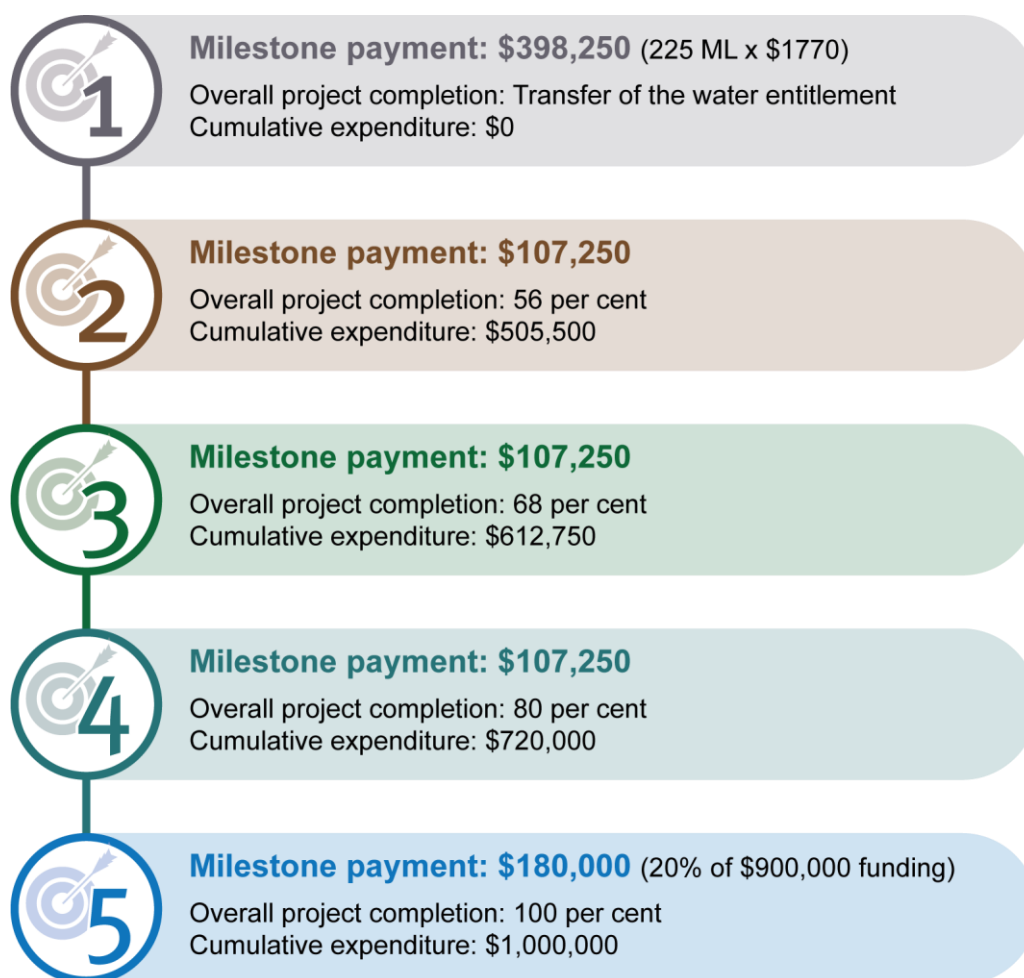 1
Milestone payment: $398,250 (225 ML x $1770)
Overall project completion: Transfer of the water entitlement
Cumulative expenditure: $0
2
Milestone payment: $107,250
Overall project completion: 56 per cent
Cumulative expenditure: $505,500
3
Milestone payment: $107,250
Overall project completion: 68 per cent
Cumulative expenditure: $612,750
4
Milestone payment: $107,250
Overall project completion: 80 per cent
Cumulative expenditure: $720,000
5
Milestone payment: $180,000 (20% of $900,000 funding)
Overall project completion: 100 per cent
Cumulative expenditure: $1,000,000